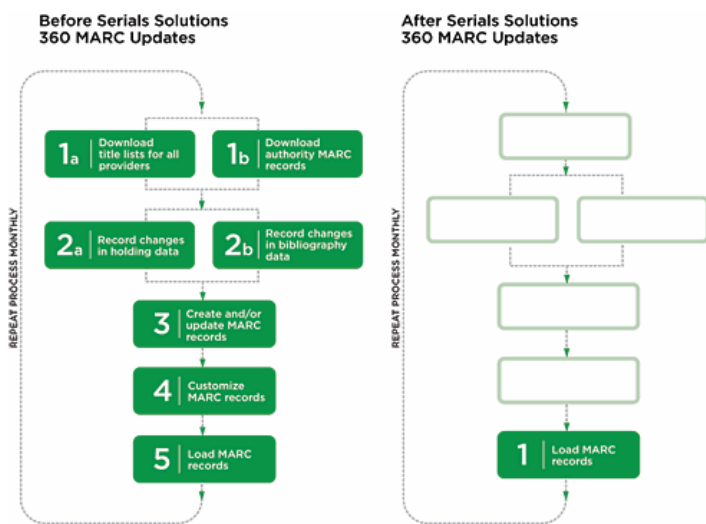 Before Serials Solutions
360 MARC Updates
REPEAT PROCESS MONTHLY
1a
Download
title lists for all
providers
1b
Download
authority MARC
records
2a
Record changes
in holding data
2b
Record changes
in bibliography
data
3
Create and/or
update MARC
records
4
Customize
MARC records
5
Load MARC
records
After Serials Solutions
360 MARC Updates
REPEAT PROCESS MONTHLY
1
Load MARC
records